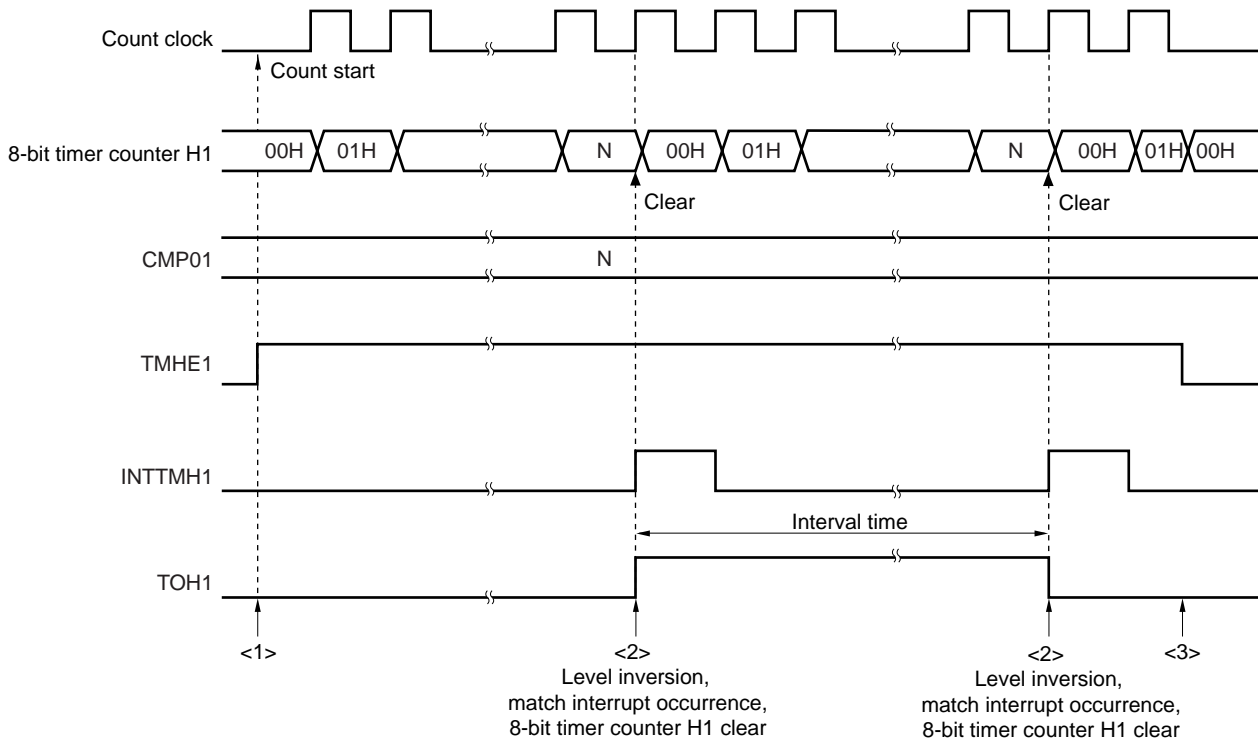 Count clock
Count start
8-bit timer counter H1
00H 01H N 00H 01H N 00H 01H 00H
Clear Clear
CMP01
N
TMHE1
INTTMH1
Interval time
TOH1
<1> <2> <2> <3>
Level inversion,
match interrupt occurrence,
8-bit timer counter H1 clear
Level inversion,
match interrupt occurrence,
8-bit timer counter H1 clear